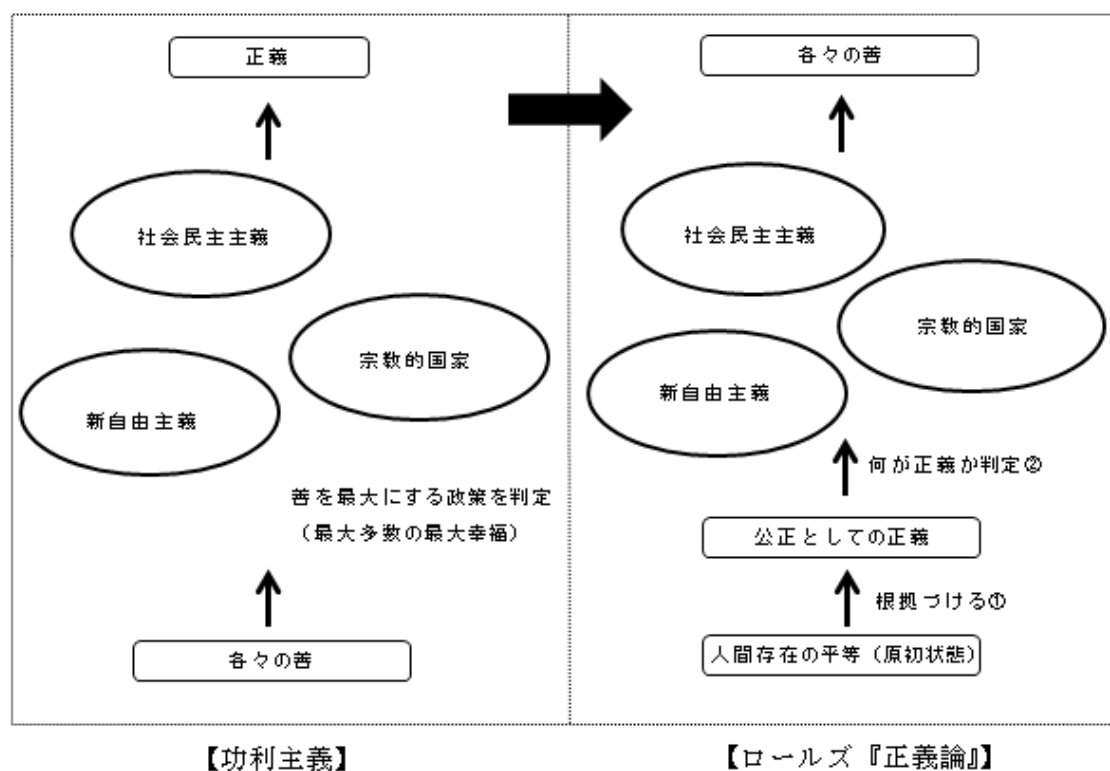 正義
社会民主主義
宗教的国家
新自由主義
善を最大にする政策を判定
（最大多数の最大幸福）
各々の善
【功利主義】
各々の善
社会民主主義
宗教的国家
新自由主義
何が正義か判定②
公正としての正義
根拠づける①
人間存在の平等（原初状態）
【ロールズ『正義論』】